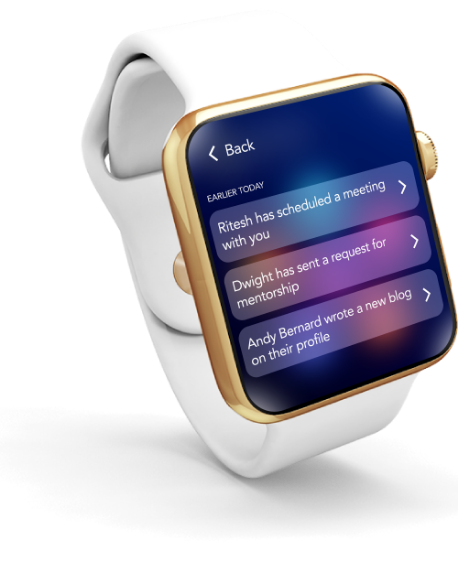 Back
EARLIER TODAY
Ritesh has scheduled a meeting
with you
Dwight has sent a request for
mentorship
Andy Bernard wrote a new blog
on their profile